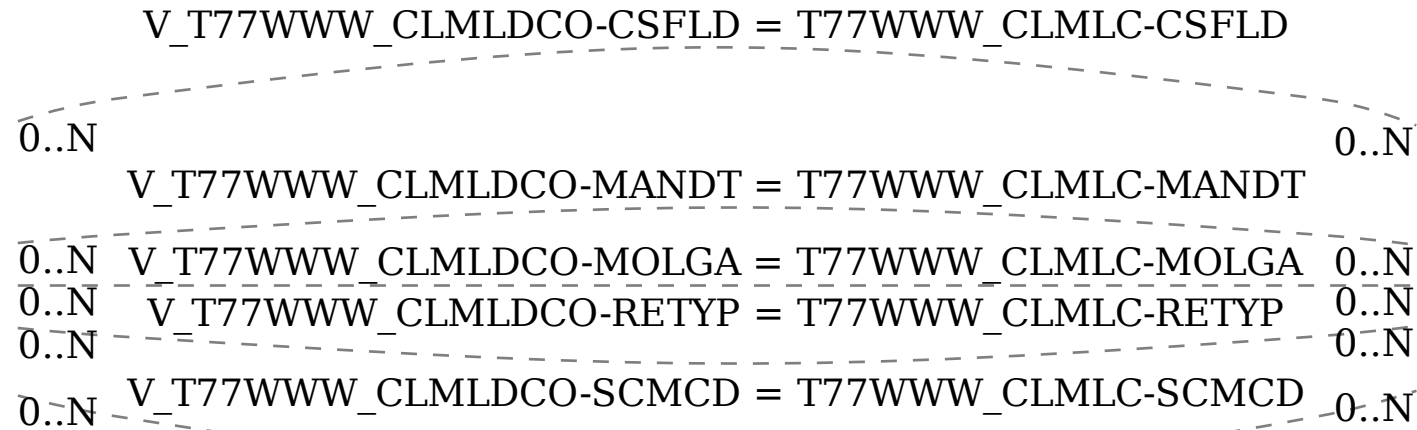 V_T77WWW_CLMLDCO-CSFLD = T77WWW_CLMLC-CSFLD
0..N 0..N
V_T77WWW_CLMLDCO-MANDT = T77WWW_CLMLC-MANDT
0..N V_T77WWW_CLMLDCO-MOLGA = T77WWW_CLMLC-MOLGA 0..N
0..N V_T77WWW_CLMLDCO-RETYP = T77WWW_CLMLC-RETYP 0..N
0..N 0..N
0..N V_T77WWW_CLMLDCO-SCMCD = T77WWW_CLMLC-SCMCD 0..N